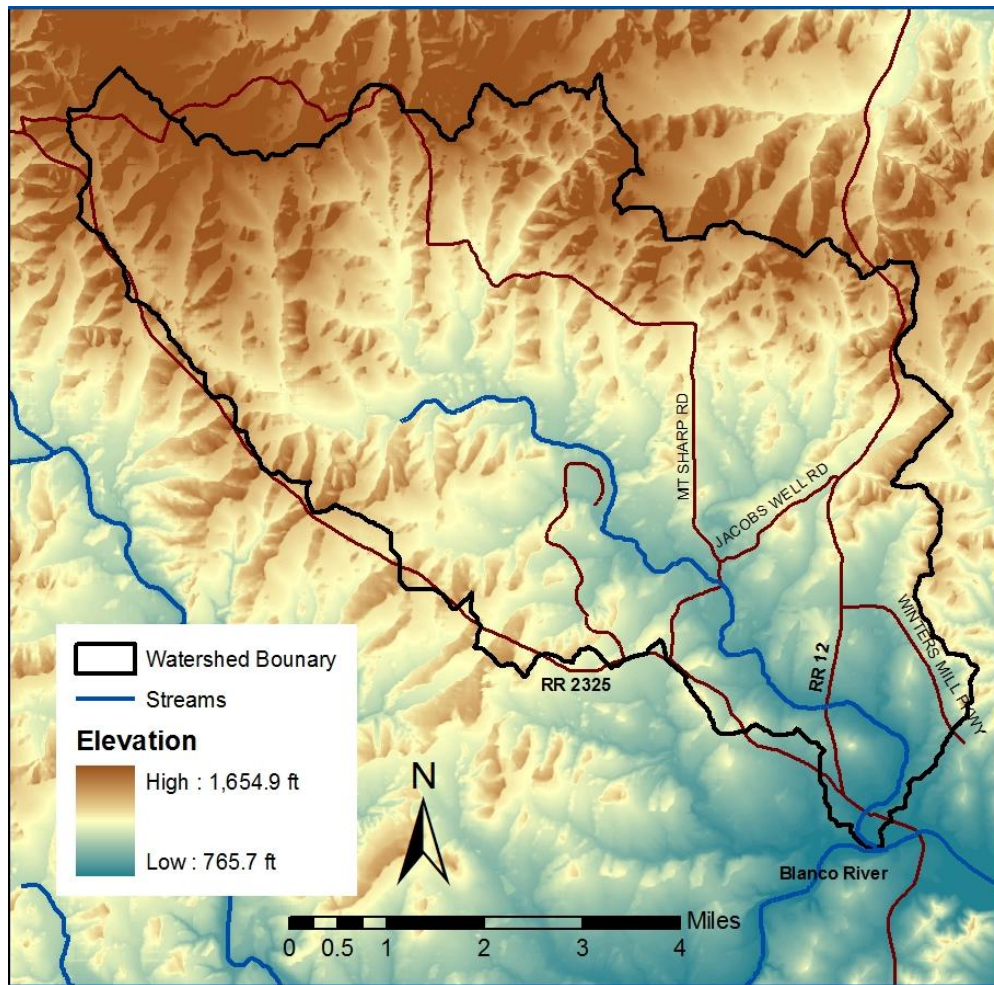 MT SHARP RD
JACOBS WELL RD
WINTERS MILL PKWY
RR 12
RR 2325
Watershed Bounary
Streams
Elevation
High : 1,654.9 ft
Low : 765.7 ft
N
Blanco River
Miles
0 0.5 1 2 3 4